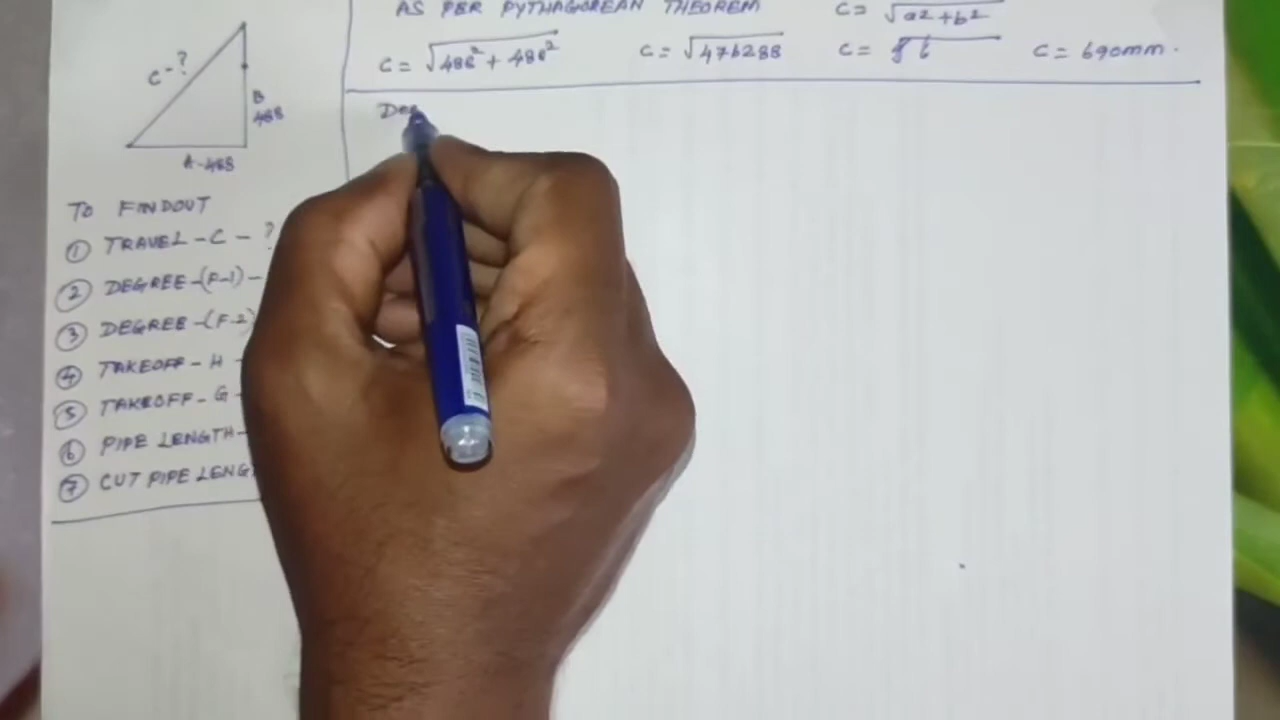 AS PER PYTHAGOREAN THEOREM C = √a²+b²
C = √488²+488² C = √476288 C = C = 690mm.
C-?
B
488
A-488
Deg
TO FINDOUT
① TRAVEL-C-?
② DEGREE-(F-1)-
③ DEGREE-(F-2)
④ TAKEOFF-H-
⑤ TAKEOFF-G-
⑥ PIPE LENGTH-
⑦ CUT PIPE LENG